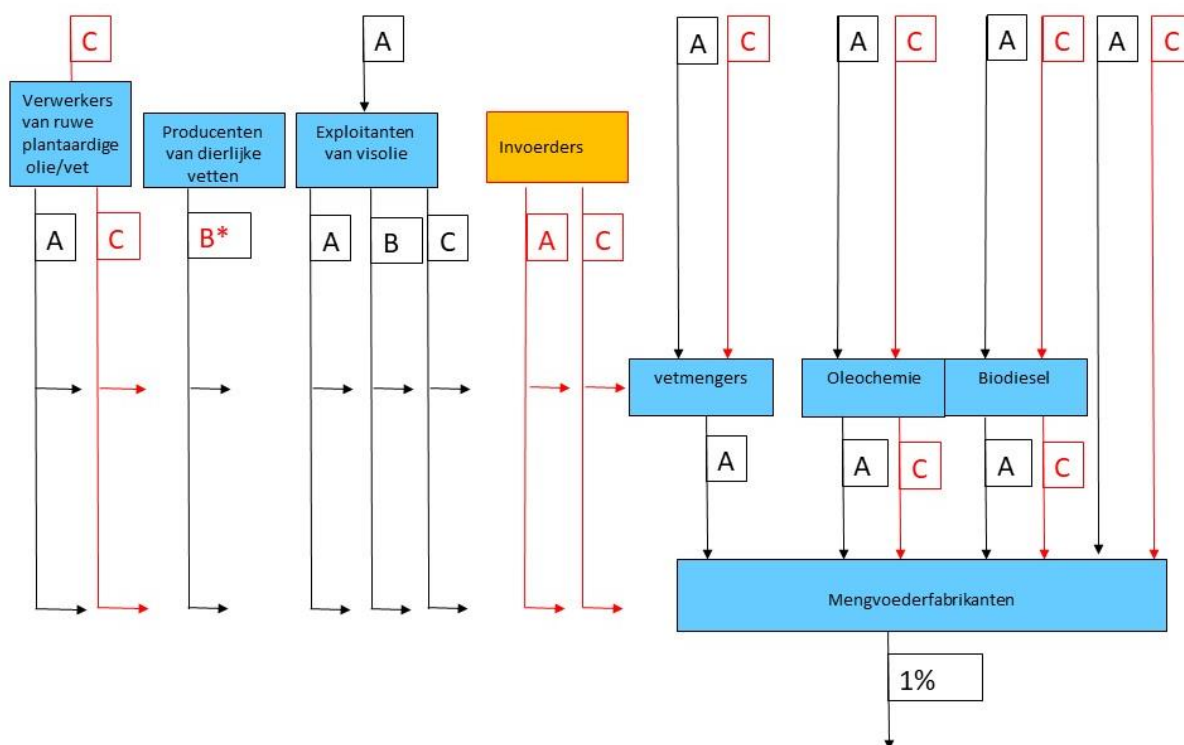 C
A
A
C
A
C
A
C
A
C
Verwerkers
van ruwe
plantaardige
olie/vet
Producenten
van dierlijke
vetten
Exploitanten
van visolie
Invoerders
A
C
B*
A
B
C
A
C
vetmengers
Oleochemie
Biodiesel
A
A
C
A
C
Mengvoederfabrikanten
1%